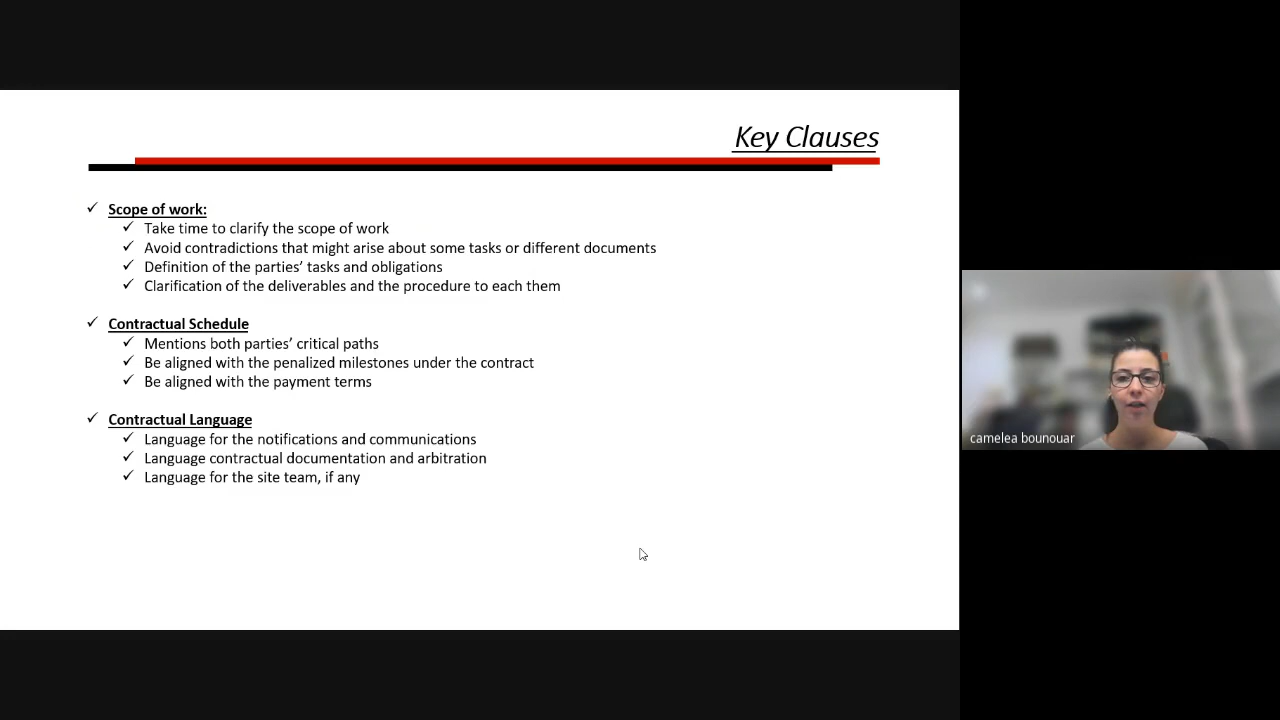 Key Clauses
✓ Scope of work:
✓ Take time to clarify the scope of work
✓ Avoid contradictions that might arise about some tasks or different documents
✓ Definition of the parties’ tasks and obligations
✓ Clarification of the deliverables and the procedure to each them
✓ Contractual Schedule
✓ Mentions both parties’ critical paths
✓ Be aligned with the penalized milestones under the contract
✓ Be aligned with the payment terms
✓ Contractual Language
✓ Language for the notifications and communications
✓ Language contractual documentation and arbitration
✓ Language for the site team, if any
camelea bounouar